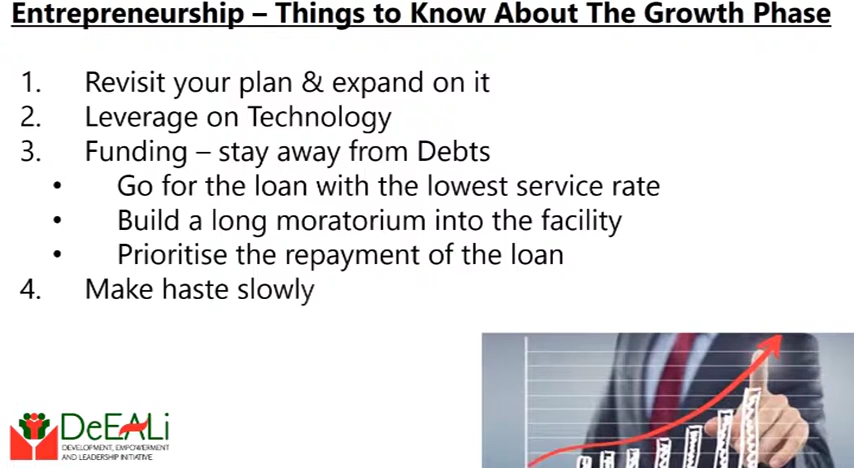 Entrepreneurship – Things to Know About The Growth Phase
1. Revisit your plan & expand on it
2. Leverage on Technology
3. Funding – stay away from Debts
• Go for the loan with the lowest service rate
• Build a long moratorium into the facility
• Prioritise the repayment of the loan
4. Make haste slowly
DeEALi
DEVELOPMENT, EMPOWERMENT
AND LEADERSHIP INITIATIVE